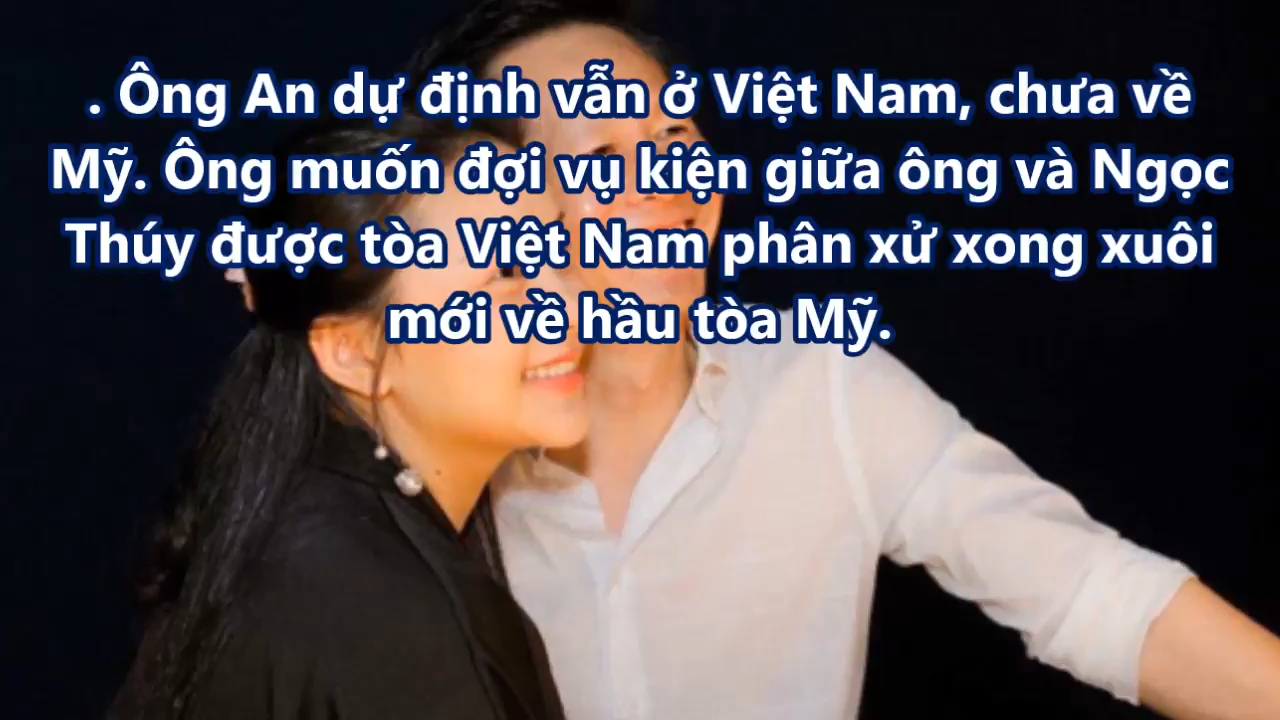 . Ông An dự định vẫn ở Việt Nam, chưa về
Mỹ. Ông muốn đợi vụ kiện giữa ông và Ngọc
Thúy được tòa Việt Nam phân xử xong xuôi
mới về hầu tòa Mỹ.